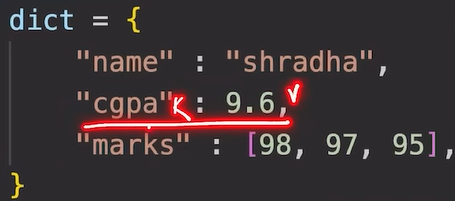 dict = {
"name" : "shradha",
"cgpa" K : 9.6, V
"marks" : [98, 97, 95],
}